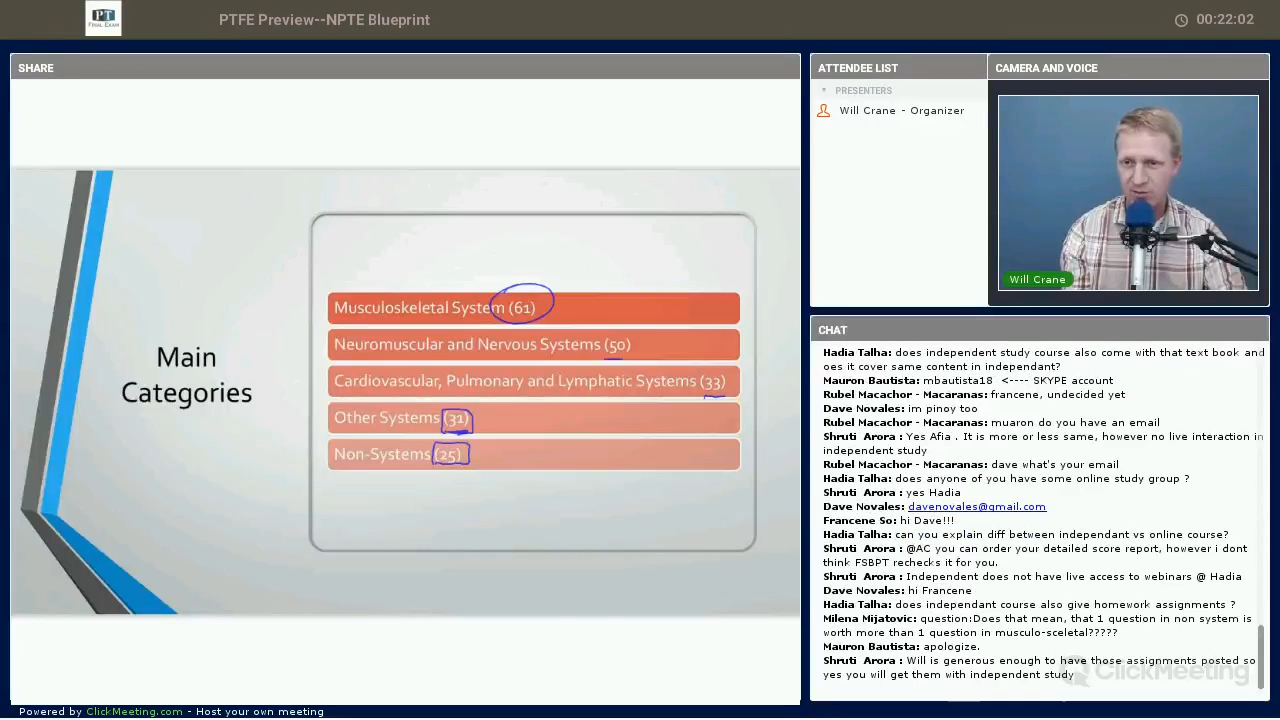 PT
FINAL EXAM
PTFE Preview--NPTE Blueprint
00:22:02
SHARE
Main
Categories
Musculoskeletal System (61)
Neuromuscular and Nervous Systems (50)
Cardiovascular, Pulmonary and Lymphatic Systems (33)
Other Systems (31)
Non-Systems (25)
ATTENDEE LIST
PRESENTERS
Will Crane - Organizer
CAMERA AND VOICE
Will Crane
CHAT
Hadia Talha: does independent study course also come with that text book and
oes it cover same content in independant?
Mauron Bautista: mbautista18 <---- SKYPE account
Rubel Macachor - Macaranas: francene, undecided yet
Dave Novales: im pinoy too
Rubel Macachor - Macaranas: muaron do you have an email
Shruti Arora : Yes Afia . It is more or less same, however no live interaction in
independent study
Rubel Macachor - Macaranas: dave what's your email
Hadia Talha: does anyone of you have some online study group ?
Shruti Arora : yes Hadia
Dave Novales: davenovales@gmail.com
Francene So: hi Dave!!!
Hadia Talha: can you explain diff between independant vs online course?
Shruti Arora : @AC you can order your detailed score report, however i dont
think FSBPT rechecks it for you.
Shruti Arora : Independent does not have live access to webinars @ Hadia
Dave Novales: hi Francene
Hadia Talha: does independant course also give homework assignments ?
Milena Mijatovic: question:Does that mean, that 1 question in non system is
worth more than 1 question in musculo-sceletal?????
Mauron Bautista: apologize.
Shruti Arora : Will is generous enough to have those assignments posted so
yes you will get them with independent study
ClickMeeting
Powered by ClickMeeting.com - Host your own meeting